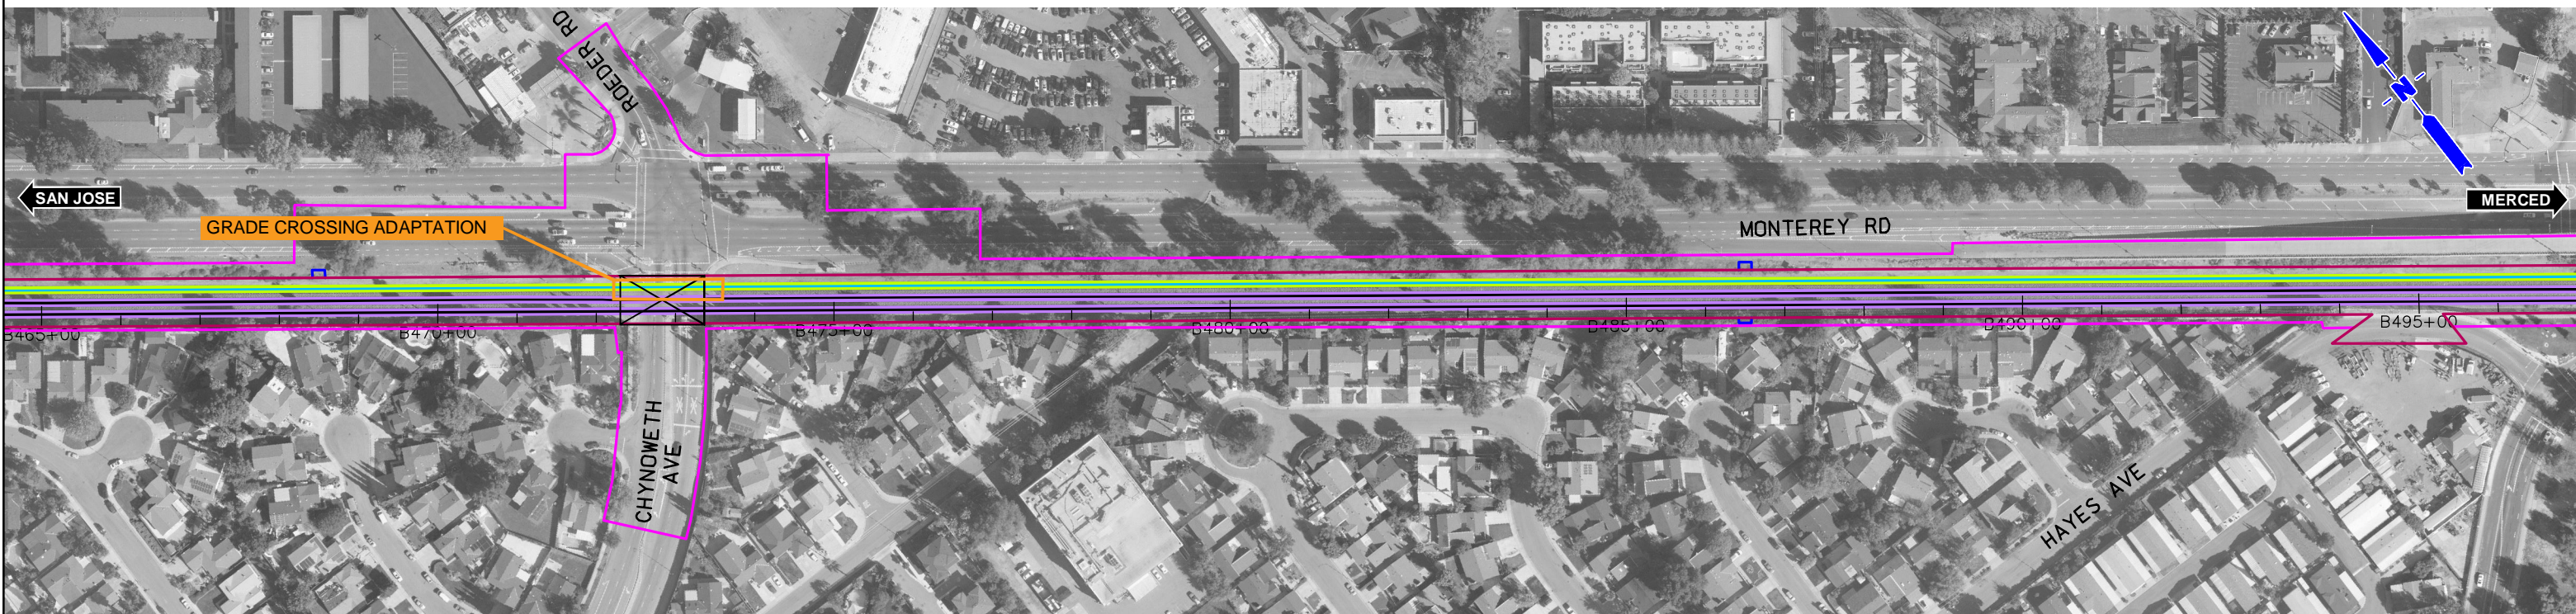 ROEDER RD
SAN JOSE
MERCED
N
GRADE CROSSING ADAPTATION
MONTEREY RD
B465+00
B470+00
B475+00
B480+00
B485+00
B490+00
B495+00
CHYNOWETH
AVE
HAYES AVE